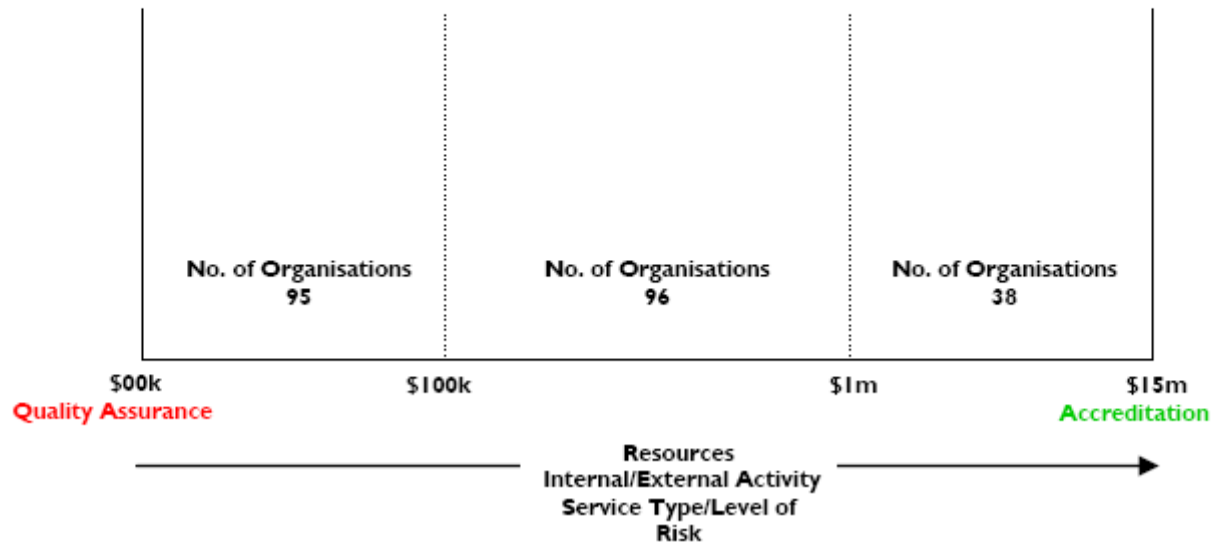 No. of Organisations
95
No. of Organisations
96
No. of Organisations
38
$00k
$100k
$1m
$15m
Quality Assurance
Accreditation
Resources
Internal/External Activity
Service Type/Level of
Risk